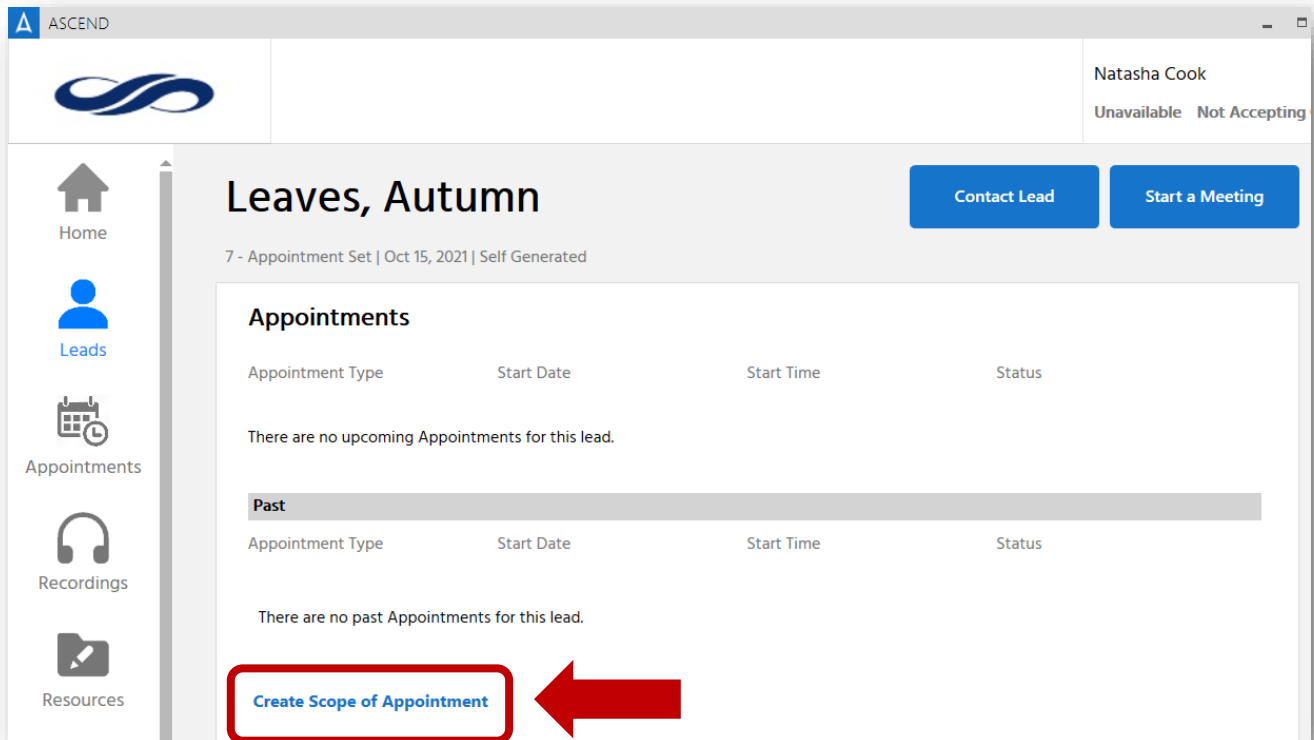 ASCEND
Natasha Cook
Unavailable Not Accepting
Home
Leads
Appointments
Recordings
Resources
Leaves, Autumn
Contact Lead
Start a Meeting
7 - Appointment Set | Oct 15, 2021 | Self Generated
Appointments
Appointment Type Start Date Start Time Status
There are no upcoming Appointments for this lead.
Past
Appointment Type Start Date Start Time Status
There are no past Appointments for this lead.
Create Scope of Appointment